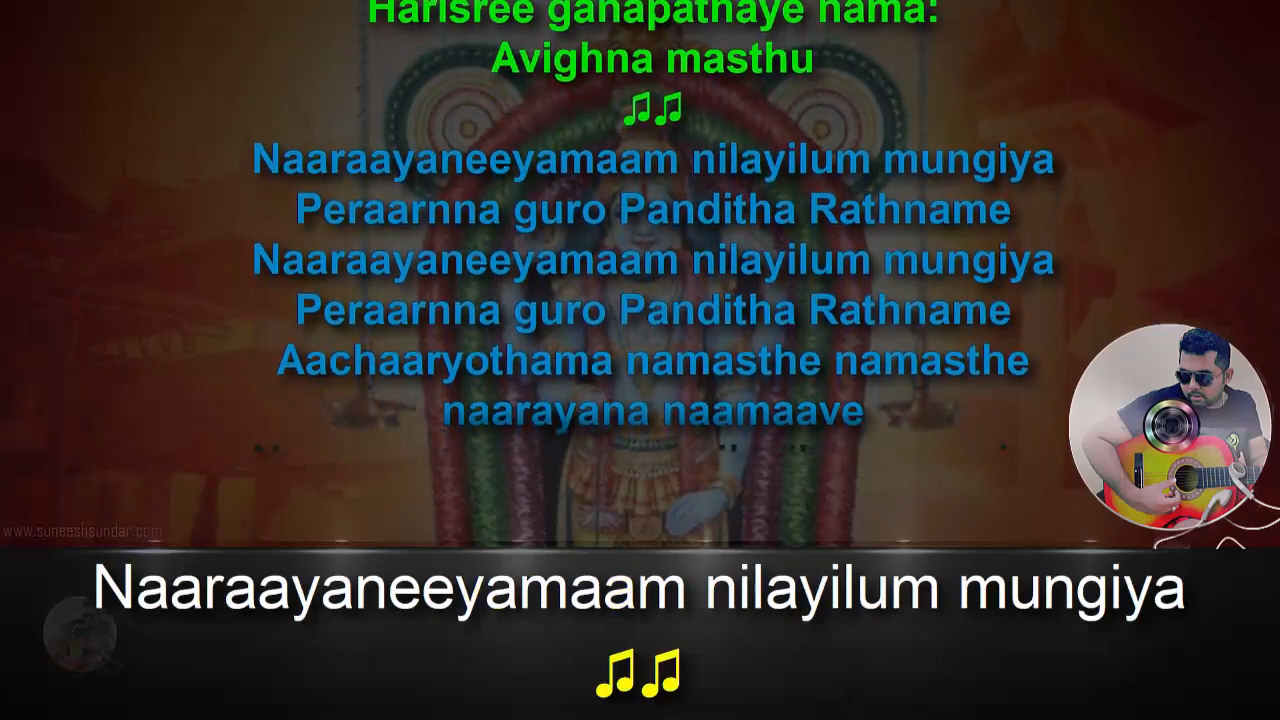 Harisree ganapathaye nama:
Avighna masthu
♫♫
Naaraayaneeyamaam nilayilum mungiya
Peraarnna guro Panditha Rathname
Naaraayaneeyamaam nilayilum mungiya
Peraarnna guro Panditha Rathname
Aachaaryothama namasthe namasthe
naarayana naamaave
www.suneeshsundar.com
Naaraayaneeyamaam nilayilum mungiya
♫♫